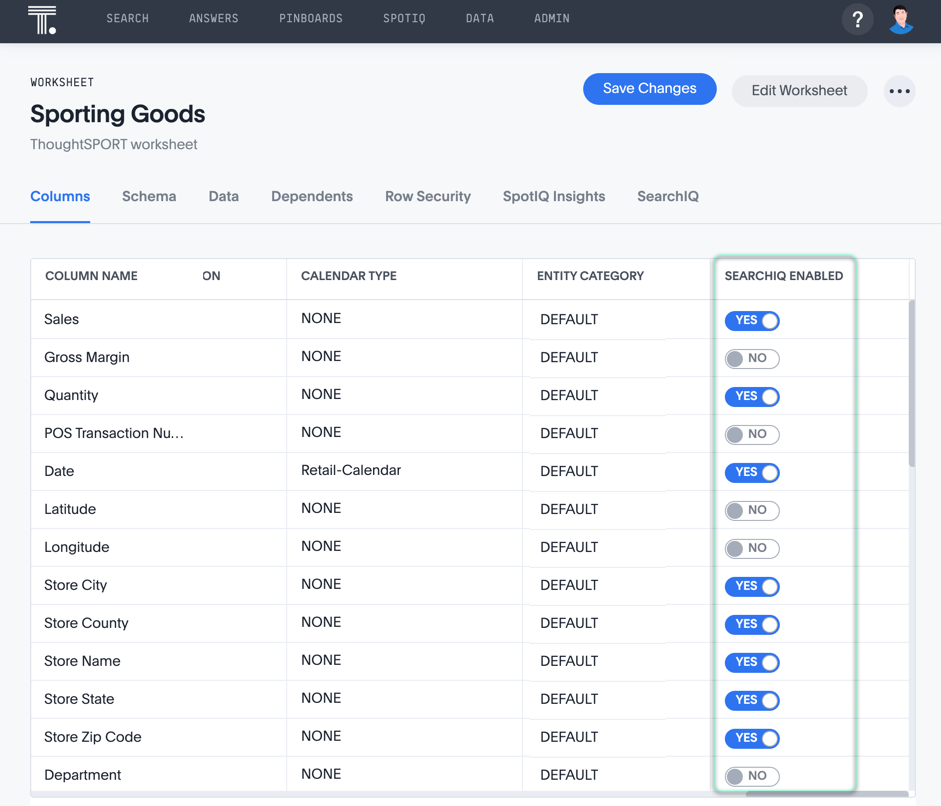 SEARCH ANSWERS PINBOARDS SPOTIQ DATA ADMIN ?
WORKSHEET
Sporting Goods
ThoughtSPORT worksheet
Save Changes Edit Worksheet
Columns Schema Data Dependents Row Security SpotIQ Insights SearchIQ
COLUMN NAME ON CALENDAR TYPE ENTITY CATEGORY SEARCHIQ ENABLED
Sales NONE DEFAULT YES
Gross Margin NONE DEFAULT NO
Quantity NONE DEFAULT YES
POS Transaction Nu... NONE DEFAULT NO
Date Retail-Calendar DEFAULT YES
Latitude NONE DEFAULT NO
Longitude NONE DEFAULT NO
Store City NONE DEFAULT YES
Store County NONE DEFAULT YES
Store Name NONE DEFAULT YES
Store State NONE DEFAULT YES
Store Zip Code NONE DEFAULT YES
Department NONE DEFAULT NO